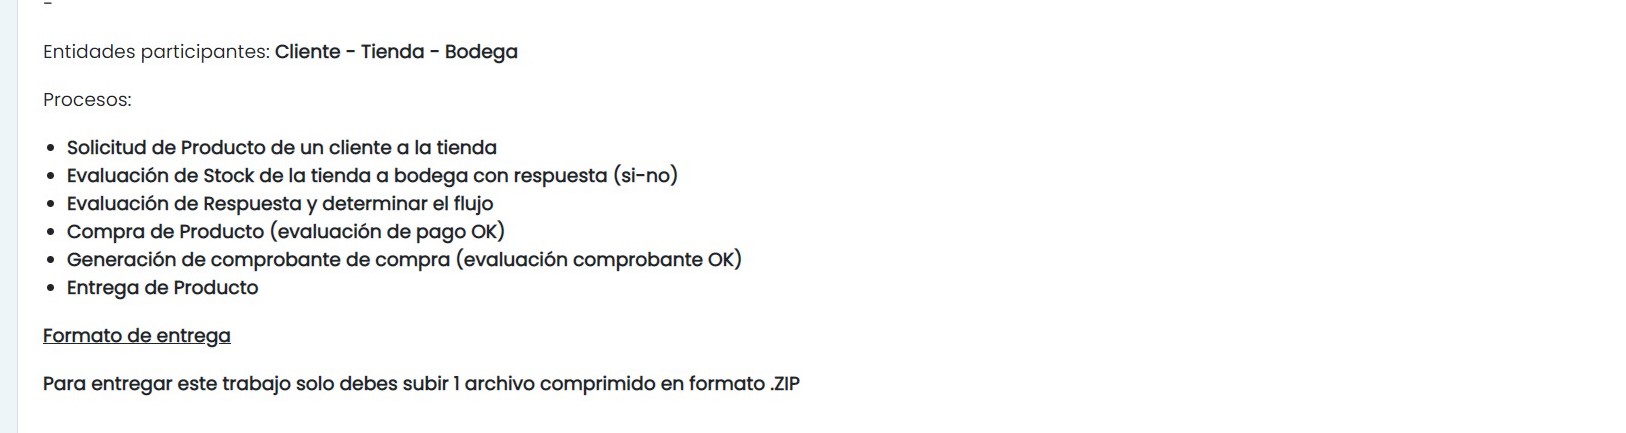 Entidades participantes: Cliente - Tienda - Bodega
Procesos:
• Solicitud de Producto de un cliente a la tienda
• Evaluación de Stock de la tienda a bodega con respuesta (si-no)
• Evaluación de Respuesta y determinar el flujo
• Compra de Producto (evaluación de pago OK)
• Generación de comprobante de compra (evaluación comprobante OK)
• Entrega de Producto
Formato de entrega
Para entregar este trabajo solo debes subir 1 archivo comprimido en formato .ZIP